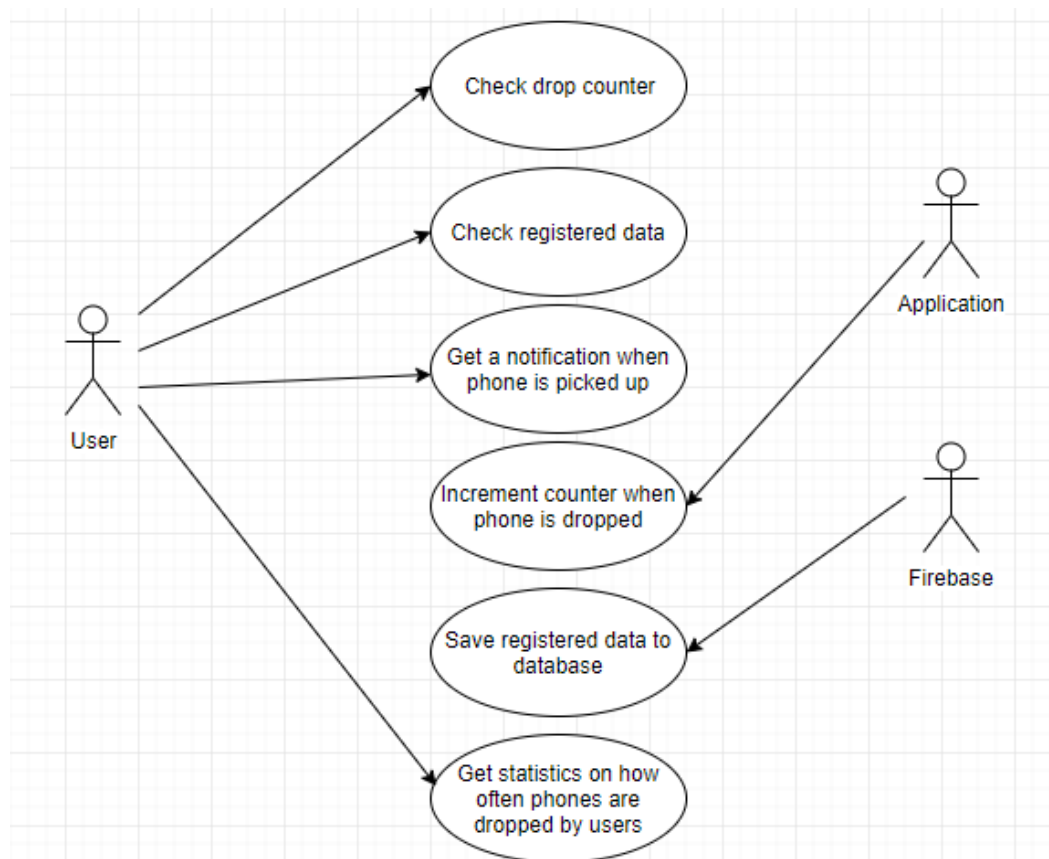 Check drop counter
Check registered data
Application
Get a notification when
phone is picked up
User
Increment counter when
phone is dropped
Firebase
Save registered data to
database
Get statistics on how
often phones are
dropped by users